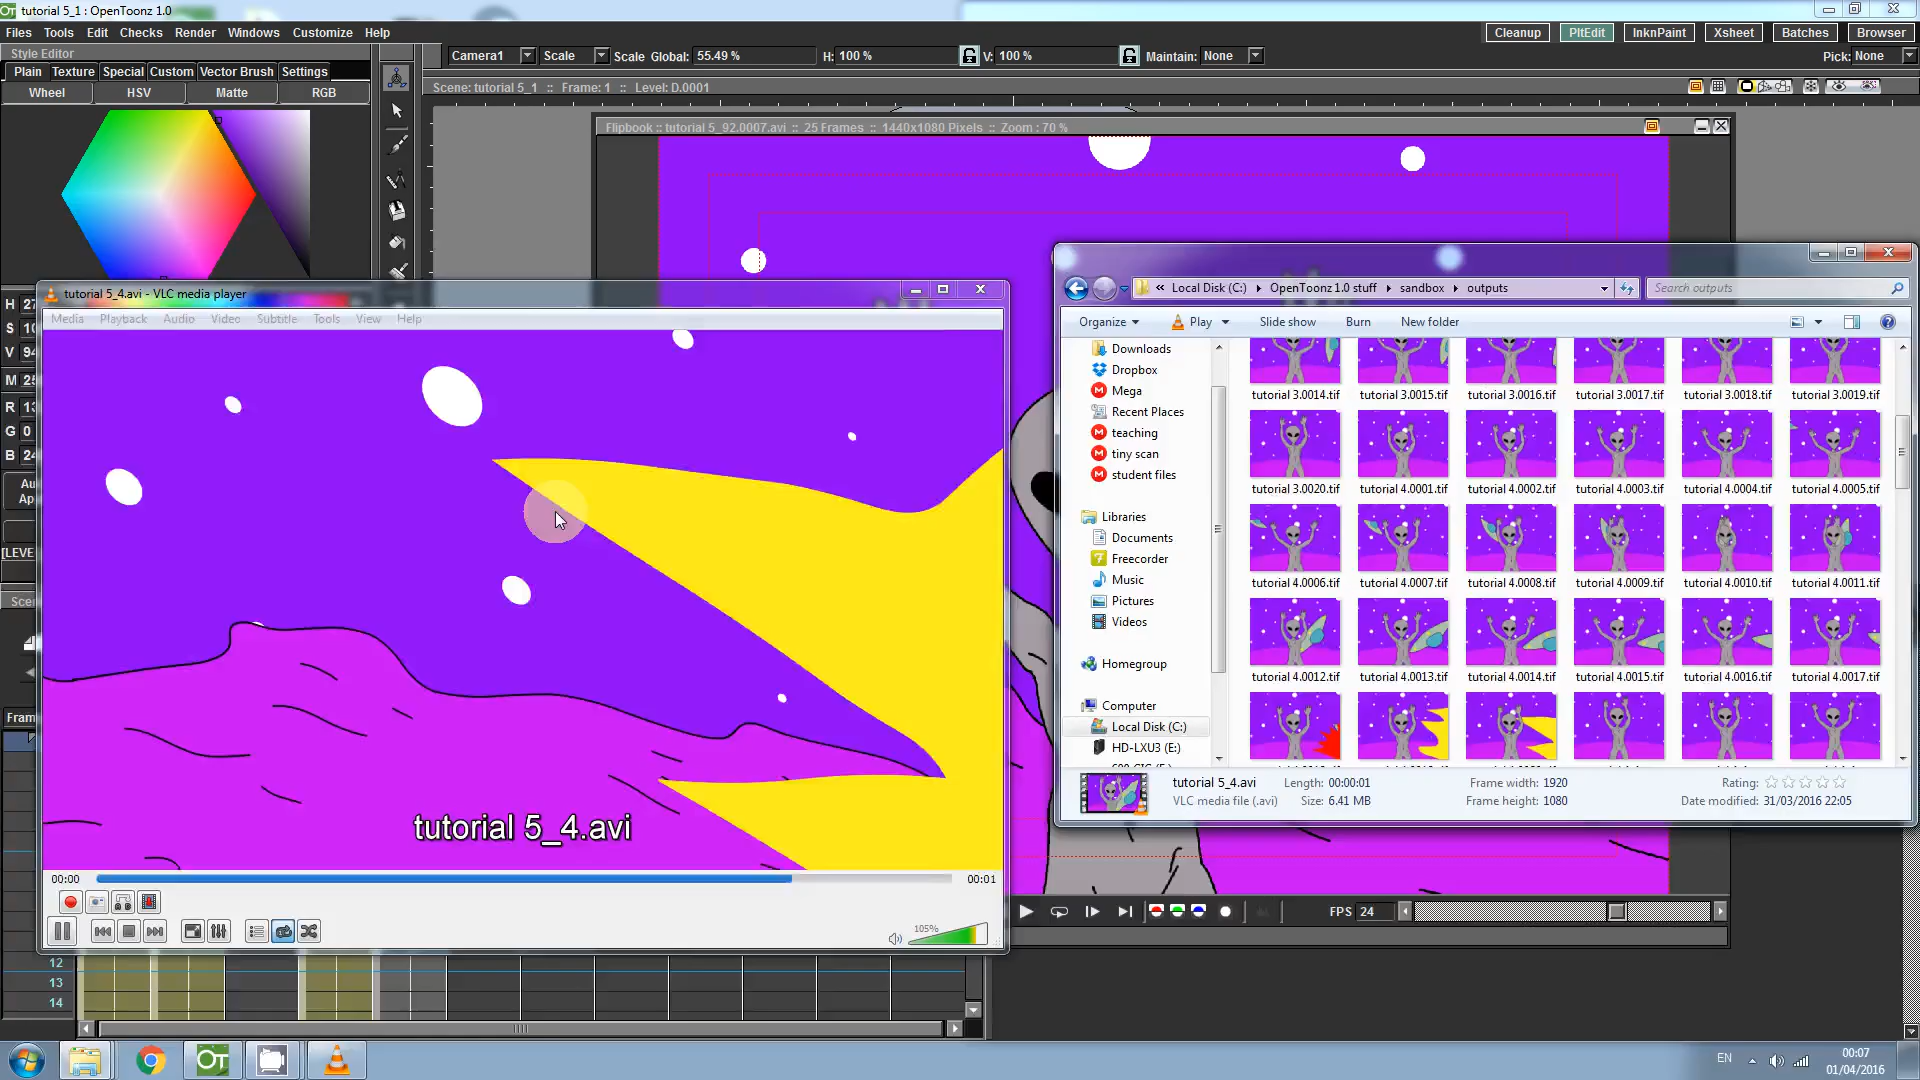 tutorial 5_1 : OpenToonz 1.0
Files Tools Edit Checks Render Windows Customize Help
Cleanup PltEdit InknPaint Xsheet Batches Browser
Style Editor
Camera1 Scale Scale Global: 55.49 % H: 100 % V: 100 % Maintain: None Pick: None
Plain Texture Special Custom Vector Brush Settings
Wheel HSV Matte RGB
Scene: tutorial 5_1 :: Frame: 1 :: Level: D.0001
Flipbook :: tutorial 5_92.0007.avi :: 25 Frames :: 1440x1080 Pixels :: Zoom : 70 %
tutorial 5_4.avi - VLC media player
Media Playback Audio Video Subtitle Tools View Help
H 27
S 10
V 94
M 25
R 13
G 0
B 24
Au
Ap
[LEVE
Scen
Fram
tutorial 5_4.avi
00:00 00:01
105%
12
13
14
Local Disk (C:) OpenToonz 1.0 stuff sandbox outputs
Search outputs
Organize Play Slide show Burn New folder
Downloads
Dropbox
Mega
Recent Places
teaching
tiny scan
student files
Libraries
Documents
Freecorder
Music
Pictures
Videos
Homegroup
Computer
Local Disk (C:)
HD-LXU3 (E:)
tutorial 3.0014.tif tutorial 3.0015.tif tutorial 3.0016.tif tutorial 3.0017.tif tutorial 3.0018.tif tutorial 3.0019.tif
tutorial 3.0020.tif tutorial 4.0001.tif tutorial 4.0002.tif tutorial 4.0003.tif tutorial 4.0004.tif tutorial 4.0005.tif
tutorial 4.0006.tif tutorial 4.0007.tif tutorial 4.0008.tif tutorial 4.0009.tif tutorial 4.0010.tif tutorial 4.0011.tif
tutorial 4.0012.tif tutorial 4.0013.tif tutorial 4.0014.tif tutorial 4.0015.tif tutorial 4.0016.tif tutorial 4.0017.tif
tutorial 5_4.avi Length: 00:00:01 Frame width: 1920 Rating:
VLC media file (.avi) Size: 6.41 MB Frame height: 1080 Date modified: 31/03/2016 22:05
FPS 24
EN
00:07
01/04/2016